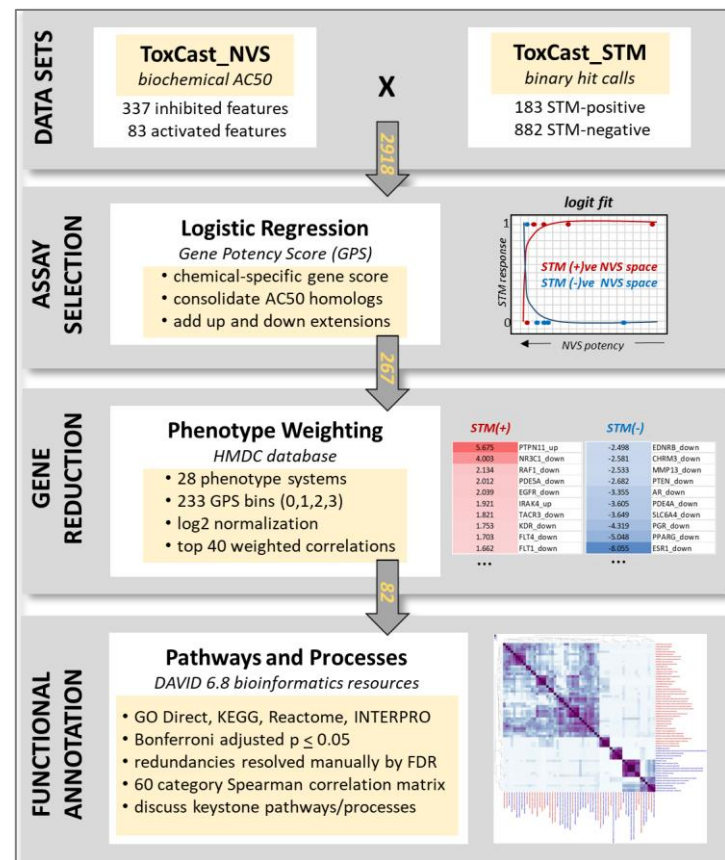 DATA SETS
ToxCast_NVS
biochemical AC50
337 inhibited features
83 activated features
X
ToxCast_STM
binary hit calls
183 STM-positive
882 STM-negative
2918
ASSAY
SELECTION
Logistic Regression
Gene Potency Score (GPS)
• chemical-specific gene score
• consolidate AC50 homologs
• add up and down extensions
logit fit
STM response
1
0
STM (+)ve NVS space
STM (-)ve NVS space
NVS potency
267
GENE
REDUCTION
Phenotype Weighting
HMDC database
• 28 phenotype systems
• 233 GPS bins (0,1,2,3)
• log2 normalization
• top 40 weighted correlations
STM(+)
5.675 PTPN11_up
4.003 NR3C1_down
2.134 RAF1_down
2.012 PDE5A_down
2.039 EGFR_down
1.921 IRAK4_up
1.821 TACR3_down
1.753 KDR_down
1.703 FLT4_down
1.662 FLT1_down
...
STM(-)
-2.498 EDNRB_down
-2.581 CHRM3_down
-2.533 MMP13_down
-2.682 PTEN_down
-3.355 AR_down
-3.605 PDE4A_down
-3.649 SLC6A4_down
-4.319 PGR_down
-5.048 PPARG_down
-8.055 ESR1_down
...
82
FUNCTIONAL
ANNOTATION
Pathways and Processes
DAVID 6.8 bioinformatics resources
• GO Direct, KEGG, Reactome, INTERPRO
• Bonferroni adjusted p ≤ 0.05
• redundancies resolved manually by FDR
• 60 category Spearman correlation matrix
• discuss keystone pathways/processes